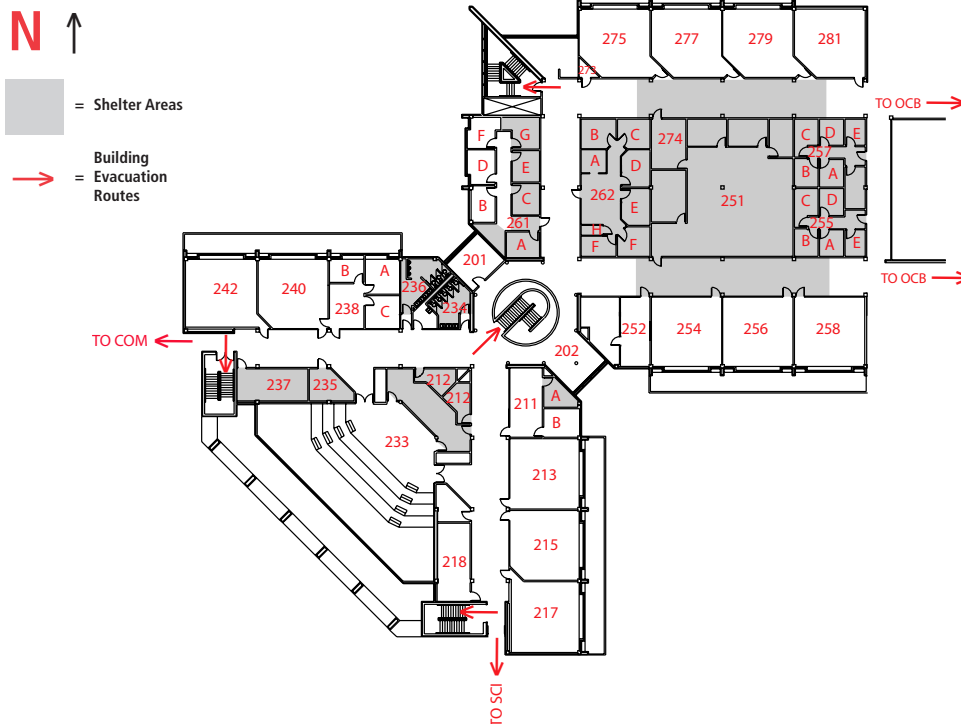 N
= Shelter Areas
Building
= Evacuation
Routes
275
277
279
281
273
TO OCB
F
G
D
E
B
C
261
A
B
C
A
D
262
E
H
F
F
274
251
C
D
E
257
B
A
C
D
255
B
A
E
TO OCB
201
236
234
242
240
B
A
238
C
TO COM
202
252
254
256
258
237
235
212
212
233
211
A
B
213
215
218
217
TO SCI